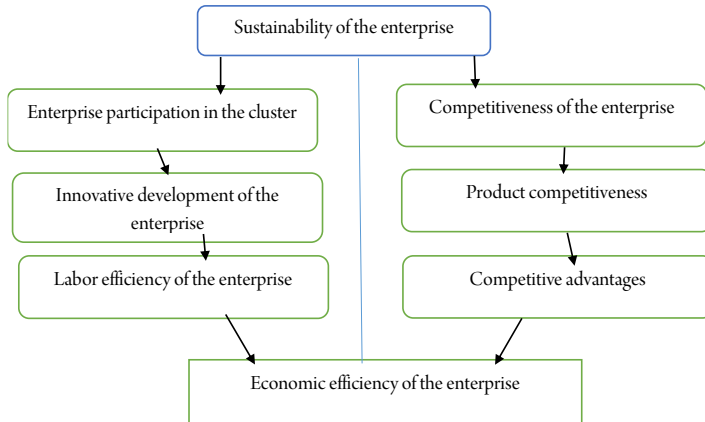 Sustainability of the enterprise
Enterprise participation in the cluster
Competitiveness of the enterprise
Innovative development of the
enterprise
Product competitiveness
Labor efficiency of the enterprise
Competitive advantages
Economic efficiency of the enterprise